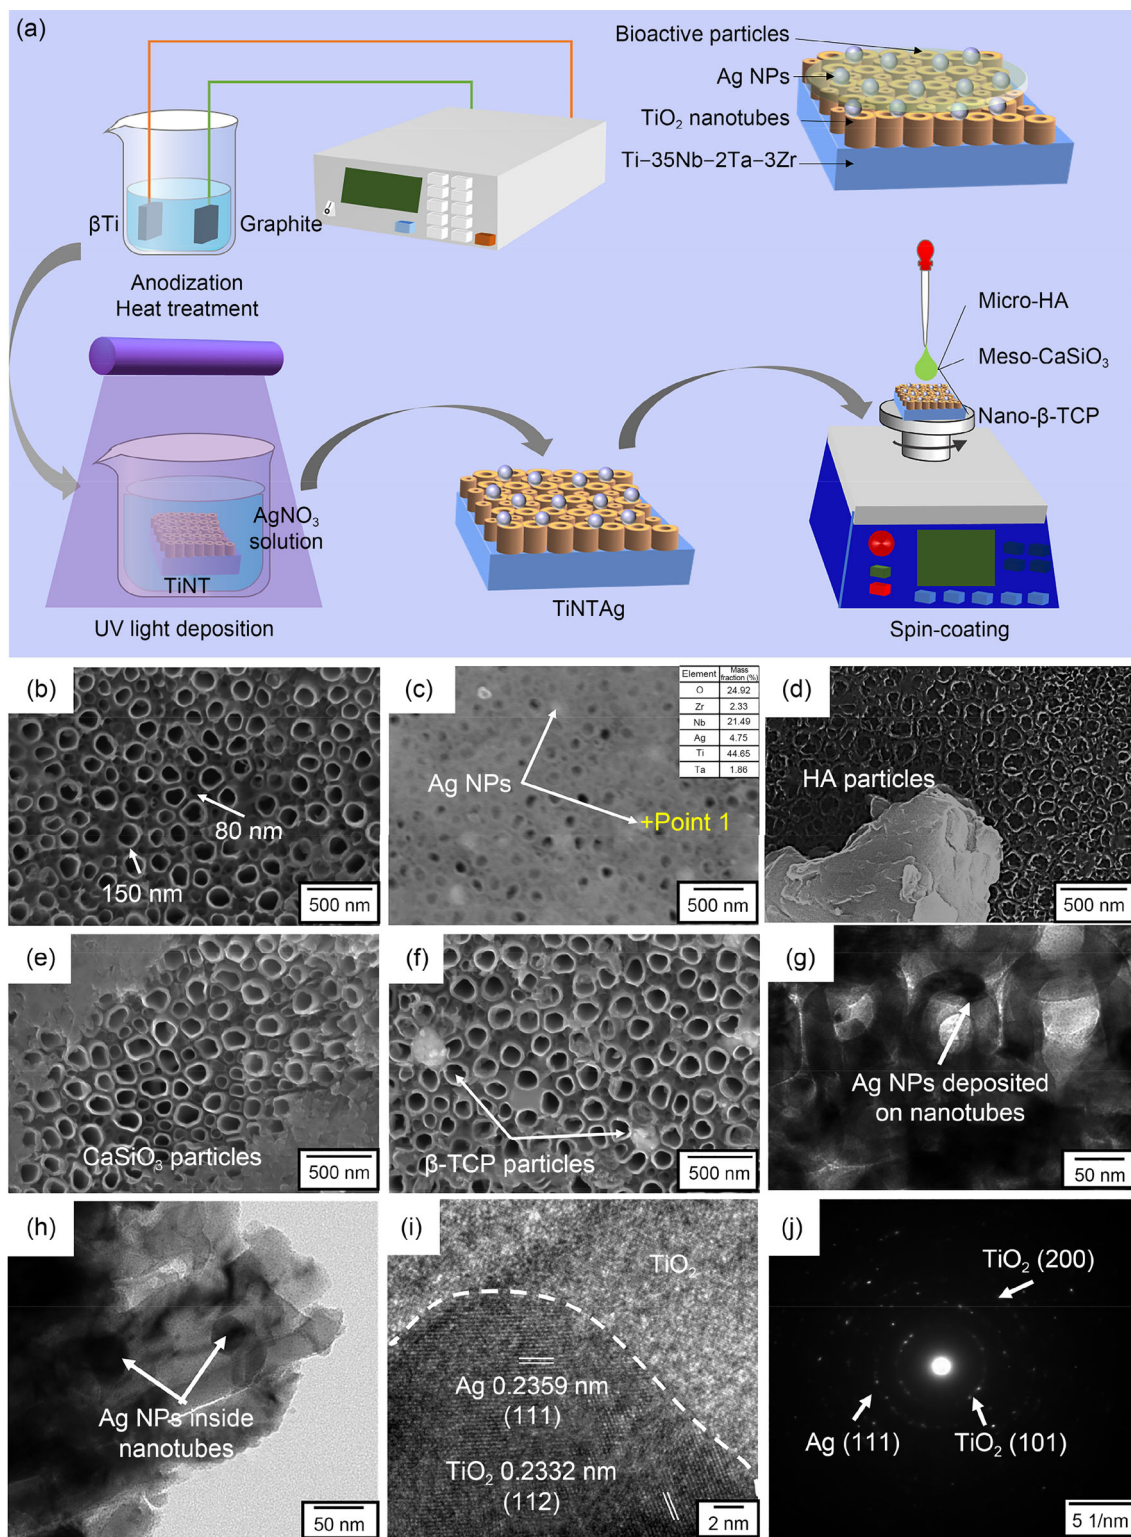 (a)
Bioactive particles
Ag NPs
TiO₂ nanotubes
Ti–35Nb–2Ta–3Zr
βTi
Graphite
Anodization
Heat treatment
Micro-HA
Meso-CaSiO₃
Nano-β-TCP
AgNO₃
solution
TiNT
UV light deposition
TiNTAg
Spin-coating
(b)
80 nm
150 nm
500 nm
(c)
Element Mass fraction (%)
O 24.92
Zr 2.33
Nb 21.49
Ag 4.75
Ti 44.65
Ta 1.86
Ag NPs
+Point 1
500 nm
(d)
HA particles
500 nm
(e)
CaSiO₃ particles
500 nm
(f)
β-TCP particles
500 nm
(g)
Ag NPs deposited
on nanotubes
50 nm
(h)
Ag NPs inside
nanotubes
50 nm
(i)
TiO₂
Ag 0.2359 nm
(111)
TiO₂ 0.2332 nm
(112)
2 nm
(j)
TiO₂ (200)
Ag (111)
TiO₂ (101)
5 1/nm